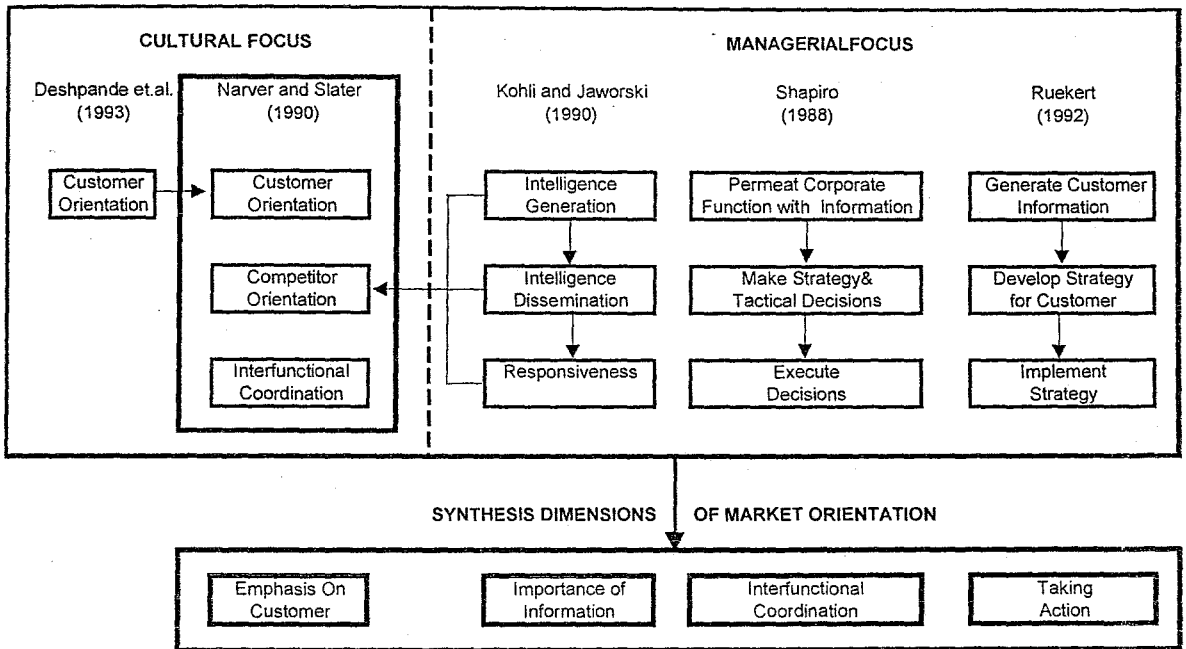 CULTURAL FOCUS
MANAGERIALFOCUS
Deshpande et.al.
(1993)
Narver and Slater
(1990)
Kohli and Jaworski
(1990)
Shapiro
(1988)
Ruekert
(1992)
Customer
Orientation
Customer
Orientation
Intelligence
Generation
Permeat Corporate
Function with Information
Generate Customer
Information
Competitor
Orientation
Intelligence
Dissemination
Make Strategy&
Tactical Decisions
Develop Strategy
for Customer
Interfunctional
Coordination
Responsiveness
Execute
Decisions
Implement
Strategy
SYNTHESIS DIMENSIONS OF MARKET ORIENTATION
Emphasis On
Customer
Importance of
Information
Interfunctional
Coordination
Taking
Action